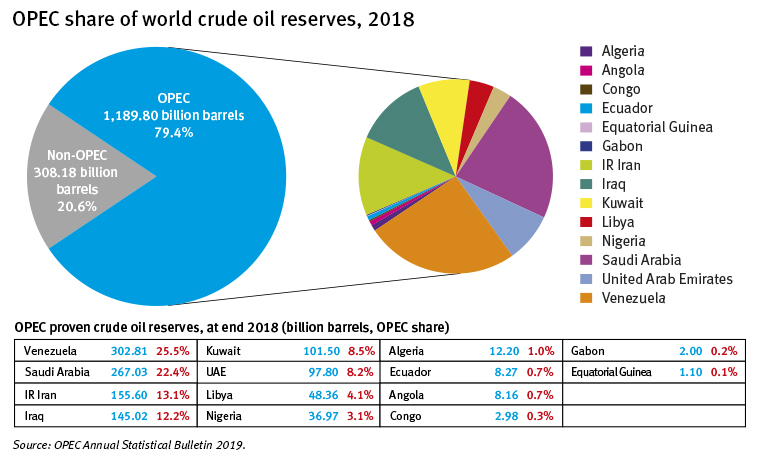 OPEC share of world crude oil reserves, 2018
OPEC
1,189.80 billion barrels
79.4%
Non-OPEC
308.18 billion
barrels
20.6%
Algeria
Angola
Congo
Ecuador
Equatorial Guinea
Gabon
IR Iran
Iraq
Kuwait
Libya
Nigeria
Saudi Arabia
United Arab Emirates
Venezuela
OPEC proven crude oil reserves, at end 2018 (billion barrels, OPEC share)
Venezuela 302.81 25.5% Kuwait 101.50 8.5% Algeria 12.20 1.0% Gabon 2.00 0.2%
Saudi Arabia 267.03 22.4% UAE 97.80 8.2% Ecuador 8.27 0.7% Equatorial Guinea 1.10 0.1%
IR Iran 155.60 13.1% Libya 48.36 4.1% Angola 8.16 0.7%
Iraq 145.02 12.2% Nigeria 36.97 3.1% Congo 2.98 0.3%
Source: OPEC Annual Statistical Bulletin 2019.